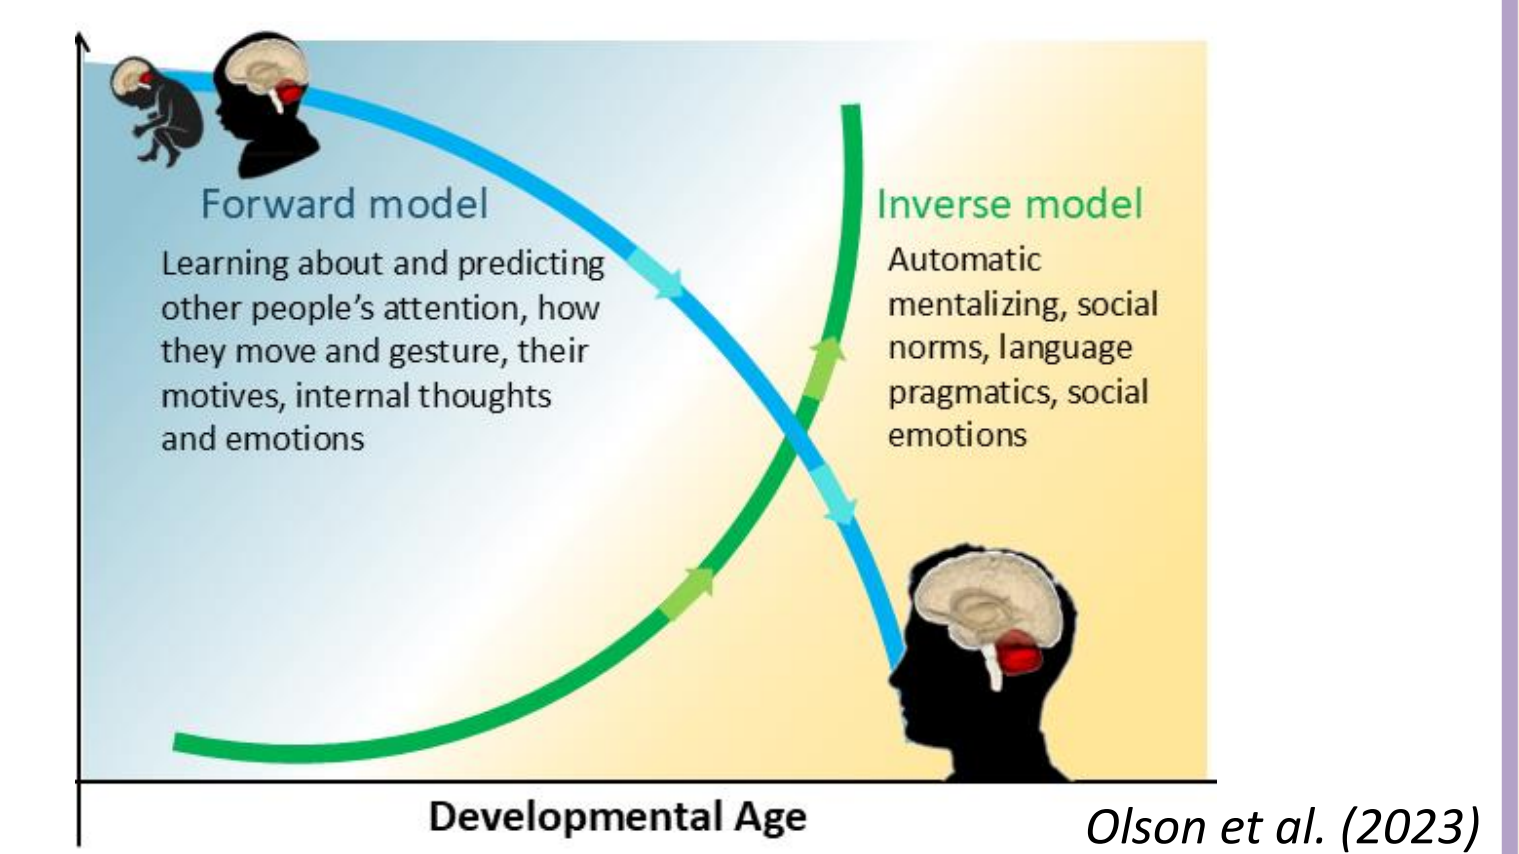 Forward model
Learning about and predicting
other people’s attention, how
they move and gesture, their
motives, internal thoughts
and emotions
Inverse model
Automatic
mentalizing, social
norms, language
pragmatics, social
emotions
Developmental Age
Olson et al. (2023)